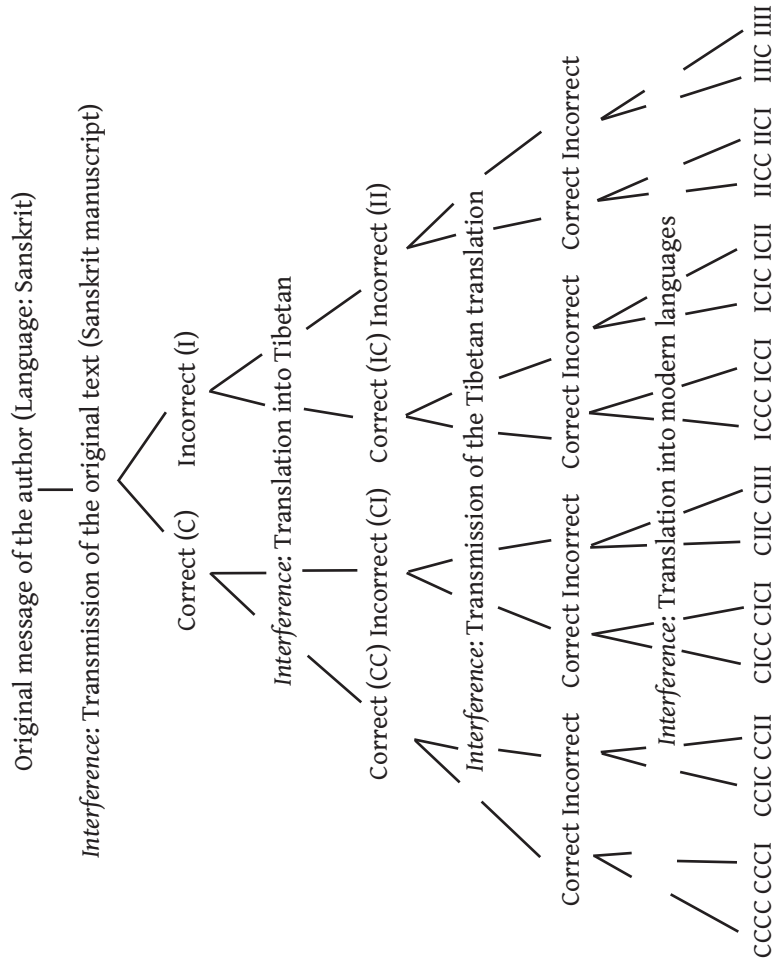 Original message of the author (Language: Sanskrit)
Interference: Transmission of the original text (Sanskrit manuscript)
Correct (C) Incorrect (I)
Interference: Translation into Tibetan
Correct (CC) Incorrect (CI) Correct (IC) Incorrect (II)
Interference: Transmission of the Tibetan translation
Correct Incorrect Correct Incorrect Correct Incorrect Correct Incorrect
Interference: Translation into modern languages
CCCC CCCI CCIC CCII CICC CICI CIIC CIII ICCC ICCI ICIC ICII IICC IICI IIIC IIII